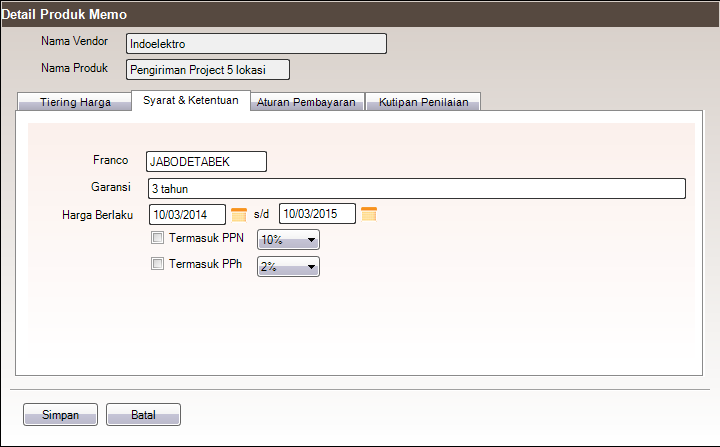 Detail Produk Memo
Nama Vendor Indoelektro
Nama Produk Pengiriman Project 5 lokasi
Tiering Harga Syarat & Ketentuan Aturan Pembayaran Kutipan Penilaian
Franco JABODETABEK
Garansi 3 tahun
Harga Berlaku 10/03/2014 s/d 10/03/2015
Termasuk PPN 10%
Termasuk PPh 2%
Simpan Batal